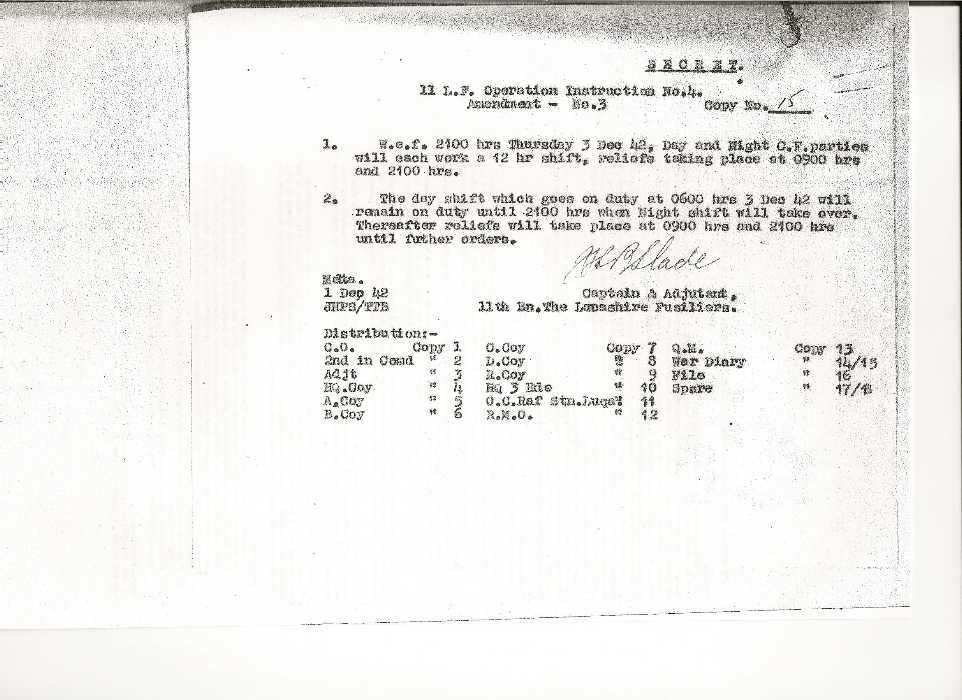 SECRET.
11 L.F. Operation Instruction No.4.
Amendment - No.3 Copy No. 15
1. W.e.f. 2100 hrs Thursday 3 Dec 42, Day and Night C.F.parties
will each work a 12 hr shift, reliefs taking place at 0900 hrs
and 2100 hrs.
2. The day shift which goes on duty at 0600 hrs 3 Dec 42 will
remain on duty until 2100 hrs when Night shift will take over.
Thereafter reliefs will take place at 0900 hrs and 2100 hrs
until further orders.
Slade
1 Dec 42 Captain & Adjutant,
11th Bn.The Lancashire Fusiliers.
Distribution:-
C.O. Copy 1 C.Coy Copy 7 Q.M. Copy 13
2nd in Comd " 2 D.Coy " 8 War Diary " 14/15
Adjt " 3 R.Coy " 9 File " 16
HQ.Coy " 4 HQ 3 Bde " 10 Spare " 17/18
A.Coy " 5 O.C.Raf Stn.Luqa" 11
B.Coy " 6 R.M.O. " 12